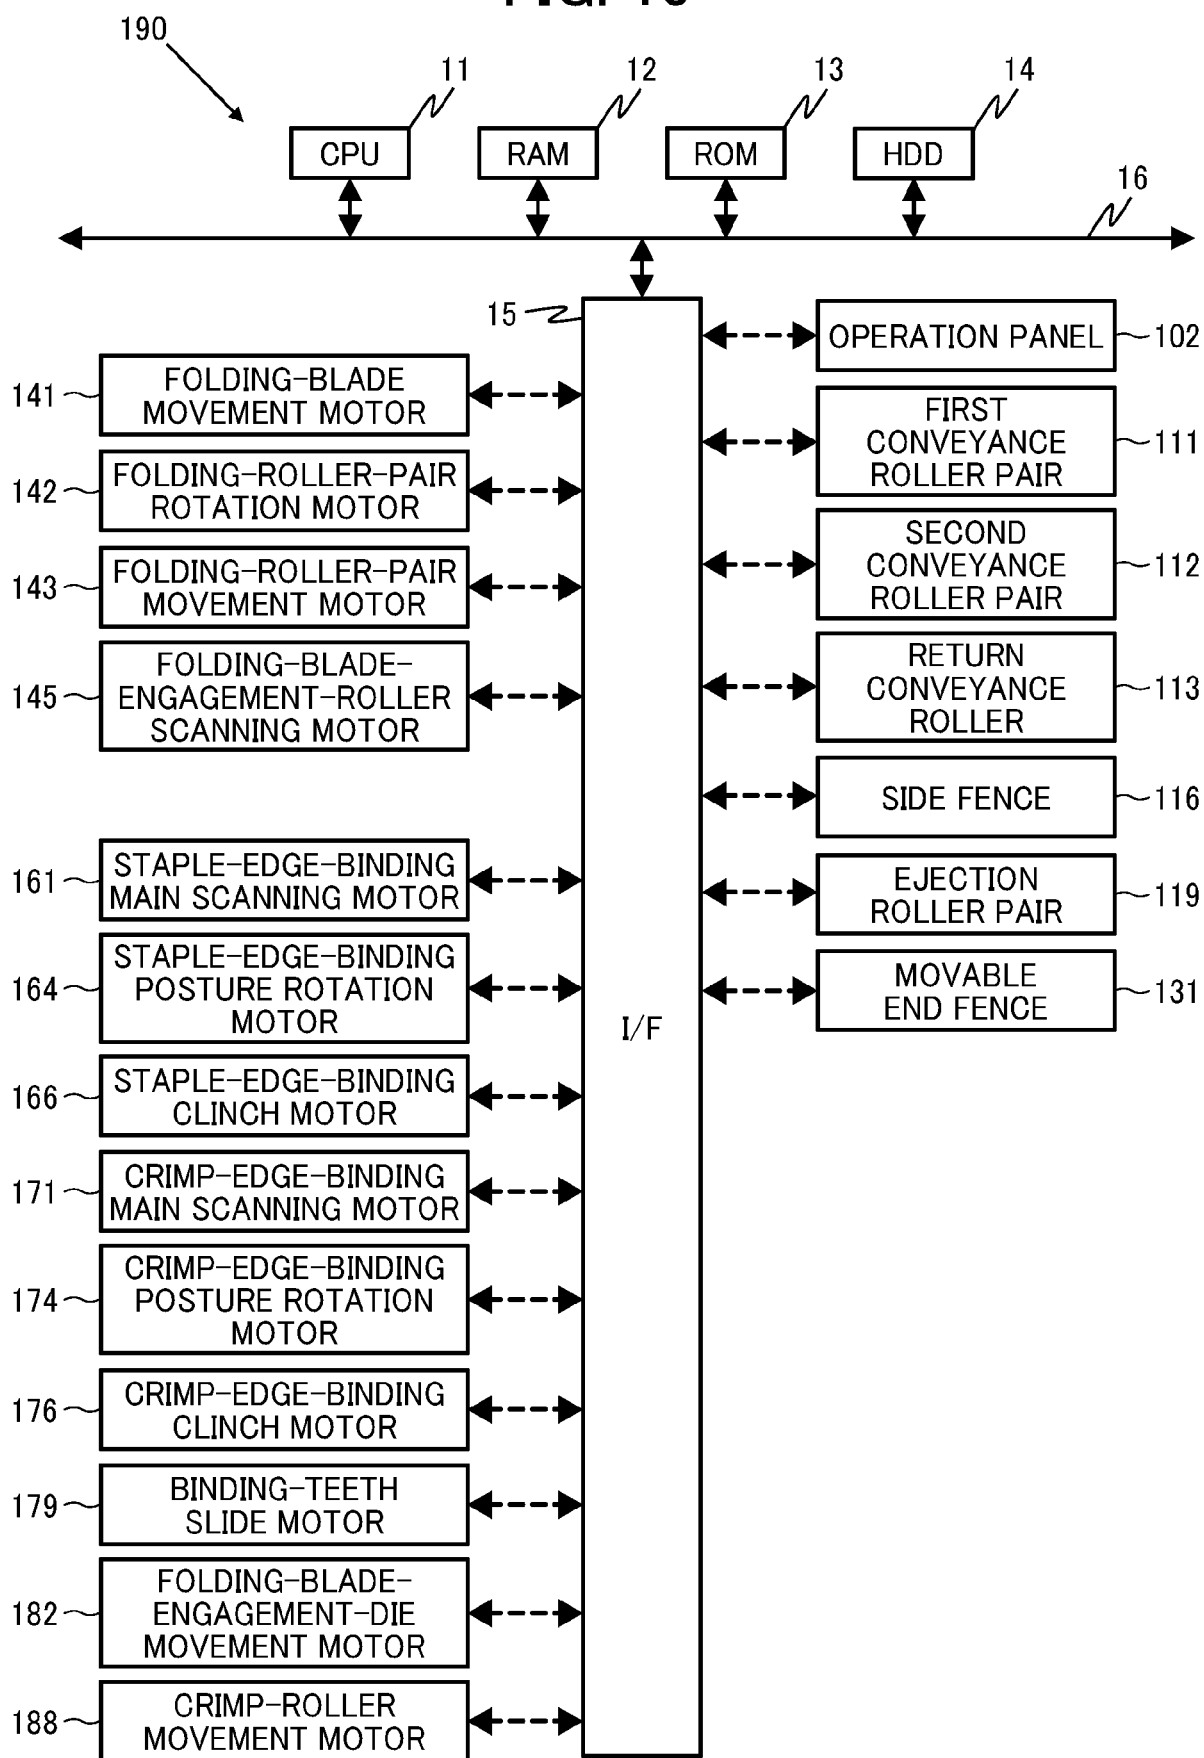 190
11
12
13
14
CPU
RAM
ROM
HDD
16
15
I/F
141
FOLDING-BLADE
MOVEMENT MOTOR
142
FOLDING-ROLLER-PAIR
ROTATION MOTOR
143
FOLDING-ROLLER-PAIR
MOVEMENT MOTOR
145
FOLDING-BLADE-
ENGAGEMENT-ROLLER
SCANNING MOTOR
161
STAPLE-EDGE-BINDING
MAIN SCANNING MOTOR
164
STAPLE-EDGE-BINDING
POSTURE ROTATION
MOTOR
166
STAPLE-EDGE-BINDING
CLINCH MOTOR
171
CRIMP-EDGE-BINDING
MAIN SCANNING MOTOR
174
CRIMP-EDGE-BINDING
POSTURE ROTATION
MOTOR
176
CRIMP-EDGE-BINDING
CLINCH MOTOR
179
BINDING-TEETH
SLIDE MOTOR
182
FOLDING-BLADE-
ENGAGEMENT-DIE
MOVEMENT MOTOR
188
CRIMP-ROLLER
MOVEMENT MOTOR
OPERATION PANEL
102
FIRST
CONVEYANCE
ROLLER PAIR
111
SECOND
CONVEYANCE
ROLLER PAIR
112
RETURN
CONVEYANCE
ROLLER
113
SIDE FENCE
116
EJECTION
ROLLER PAIR
119
MOVABLE
END FENCE
131